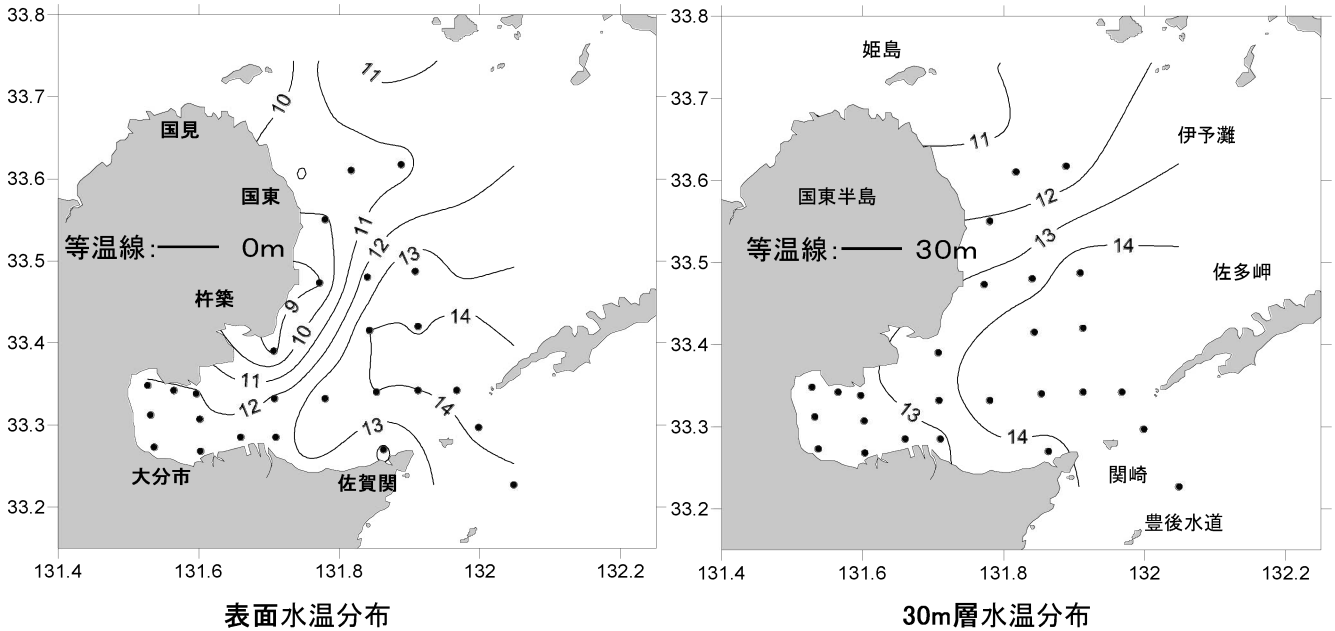 33.8
33.7
33.6
33.5
33.4
33.3
33.2
131.4
131.6
131.8
132
132.2
国見
国東
等温線: 0m
杵築
大分市
佐賀関
10
11
11
12
13
9
10
14
11
12
14
13
表面水温分布
33.8
33.7
33.6
33.5
33.4
33.3
33.2
131.4
131.6
131.8
132
132.2
姫島
伊予灘
国東半島
等温線: 30m
佐多岬
関崎
豊後水道
11
12
13
14
13
14
30m層水温分布